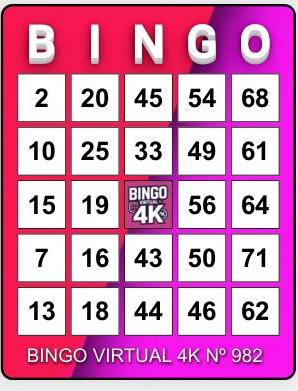 B I N G O
2 20 45 54 68
10 25 33 49 61
15 19 BINGO VIRTUAL 4K 56 64
7 16 43 50 71
13 18 44 46 62
BINGO VIRTUAL 4K Nº 982